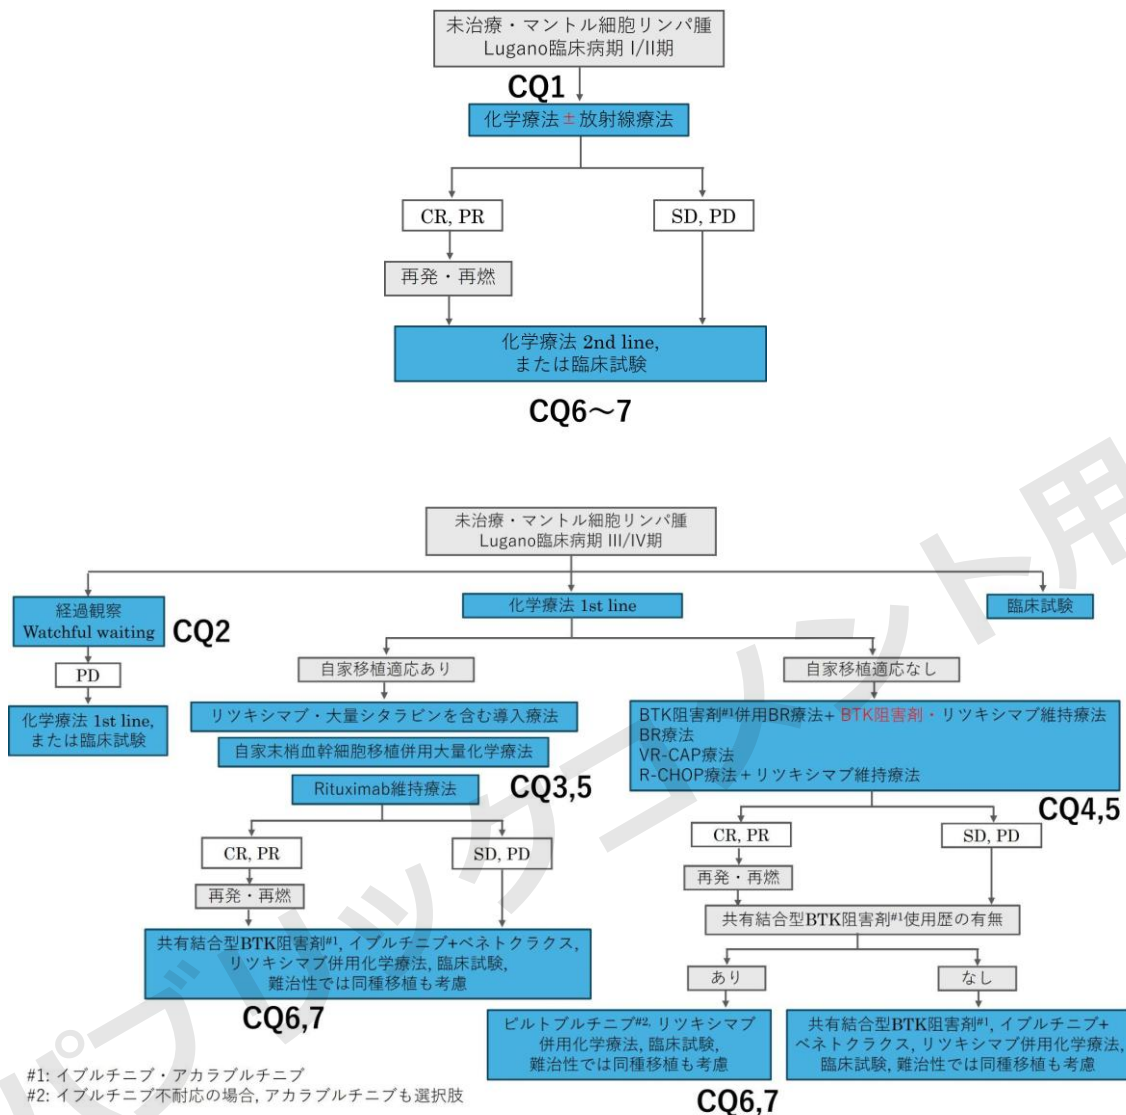 未治療・マントル細胞リンパ腫
Lugano臨床病期 I/II期
CQ1
化学療法 ± 放射線療法
CR, PR
SD, PD
再発・再燃
化学療法 2nd line,
または臨床試験
CQ6～7
未治療・マントル細胞リンパ腫
Lugano臨床病期 III/IV期
経過観察
Watchful waiting
CQ2
化学療法 1st line
臨床試験
PD
化学療法 1st line,
または臨床試験
自家移植適応あり
自家移植適応なし
リツキシマブ・大量シタラビンを含む導入療法
自家末梢血幹細胞移植併用大量化学療法
Rituximab維持療法
CQ3,5
BTK阻害剤#1併用BR療法+ BTK阻害剤・リツキシマブ維持療法
BR療法
VR-CAP療法
R-CHOP療法+リツキシマブ維持療法
CQ4,5
CR, PR
SD, PD
再発・再燃
共有結合型BTK阻害剤#1, イブルチニブ+ベネトクラクス,
リツキシマブ併用化学療法, 臨床試験,
難治性では同種移植も考慮
CQ6,7
CR, PR
SD, PD
再発・再燃
共有結合型BTK阻害剤#1使用歴の有無
あり
なし
ピルトブルチニブ#2, リツキシマブ
併用化学療法, 臨床試験,
難治性では同種移植も考慮
共有結合型BTK阻害剤#1, イブルチニブ+
ベネトクラクス, リツキシマブ併用化学療法,
臨床試験, 難治性では同種移植も考慮
CQ6,7
#1: イブルチニブ・アカラブルチニブ
#2: イブルチニブ不耐応の場合, アカラブルチニブも選択肢
パブリックコメント用